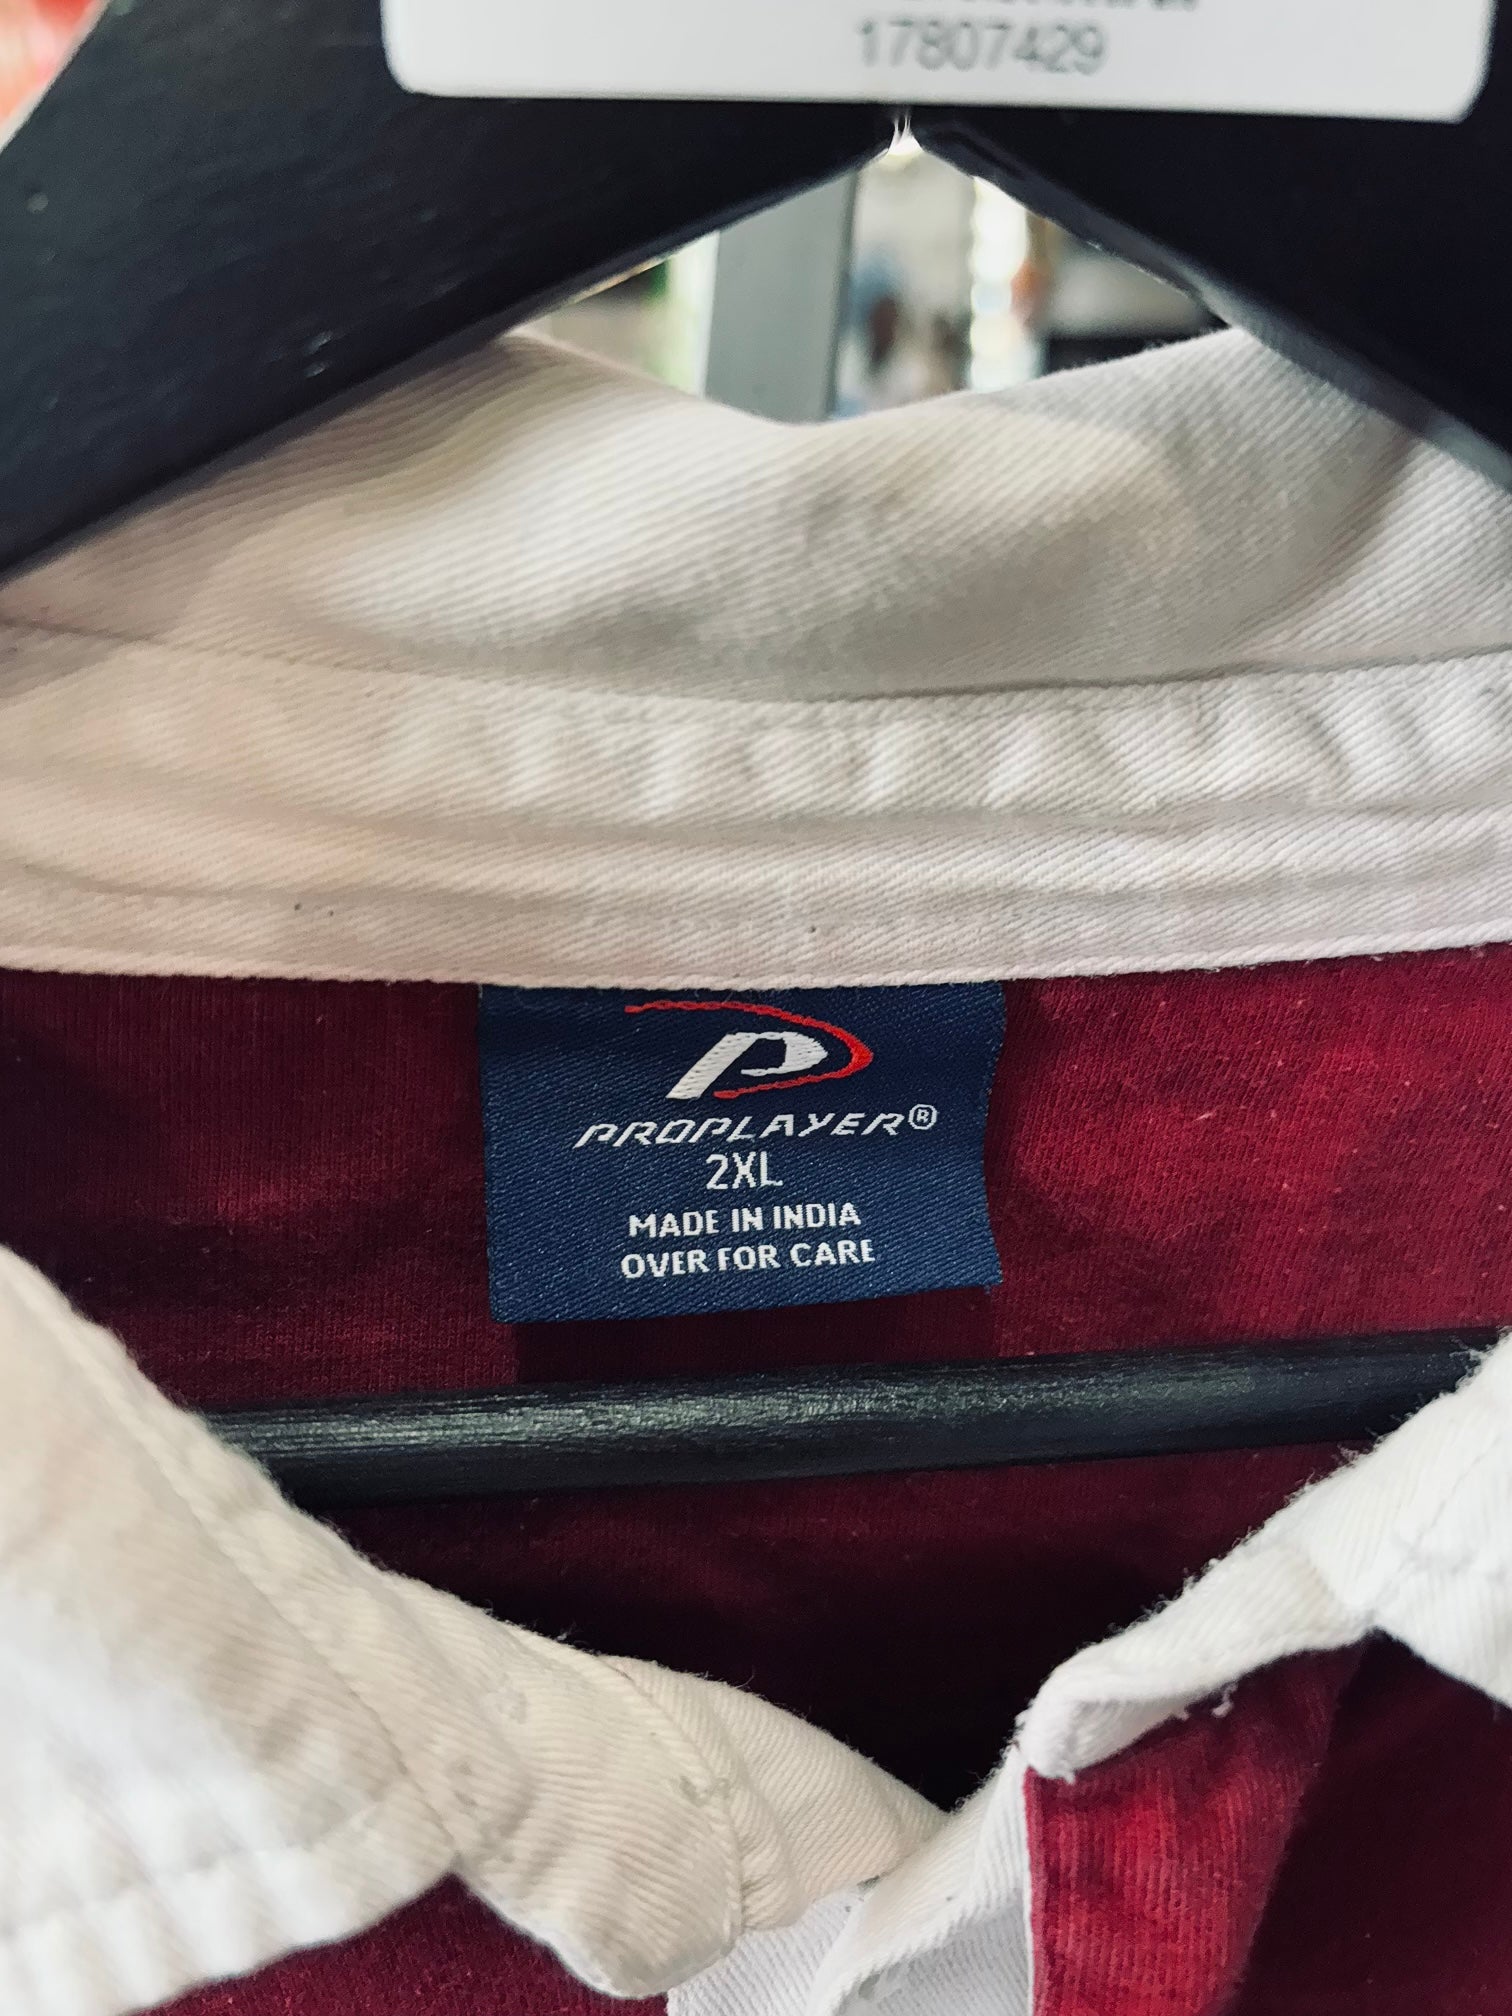 17807429
P
PROPLAYER®
2XL
MADE IN INDIA
OVER FOR CARE